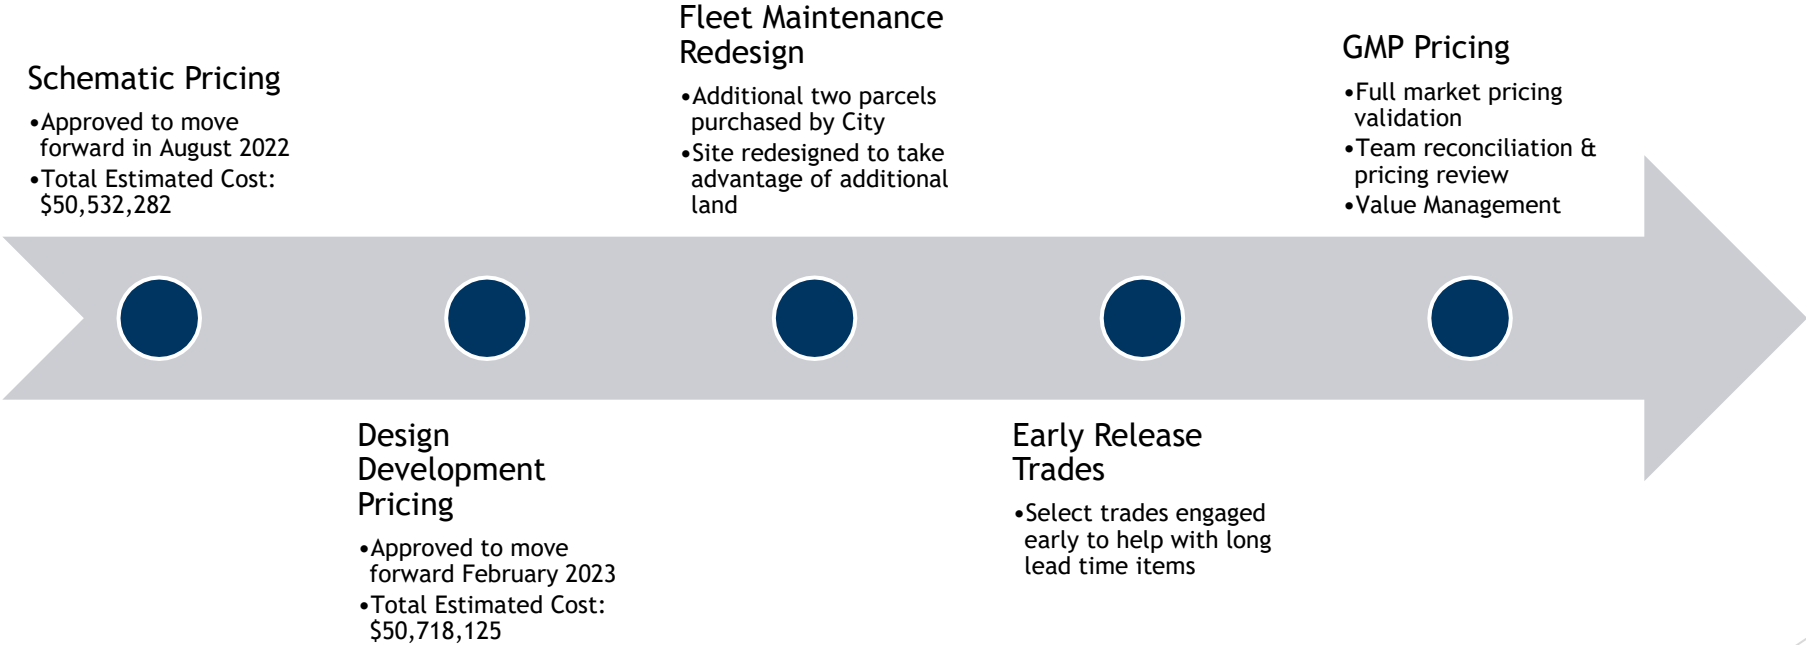 Schematic Pricing
•Approved to move
forward in August 2022
•Total Estimated Cost:
$50,532,282
Design
Development
Pricing
•Approved to move
forward February 2023
•Total Estimated Cost:
$50,718,125
Fleet Maintenance
Redesign
•Additional two parcels
purchased by City
•Site redesigned to take
advantage of additional
land
Early Release
Trades
•Select trades engaged
early to help with long
lead time items
GMP Pricing
•Full market pricing
validation
•Team reconciliation &
pricing review
•Value Management